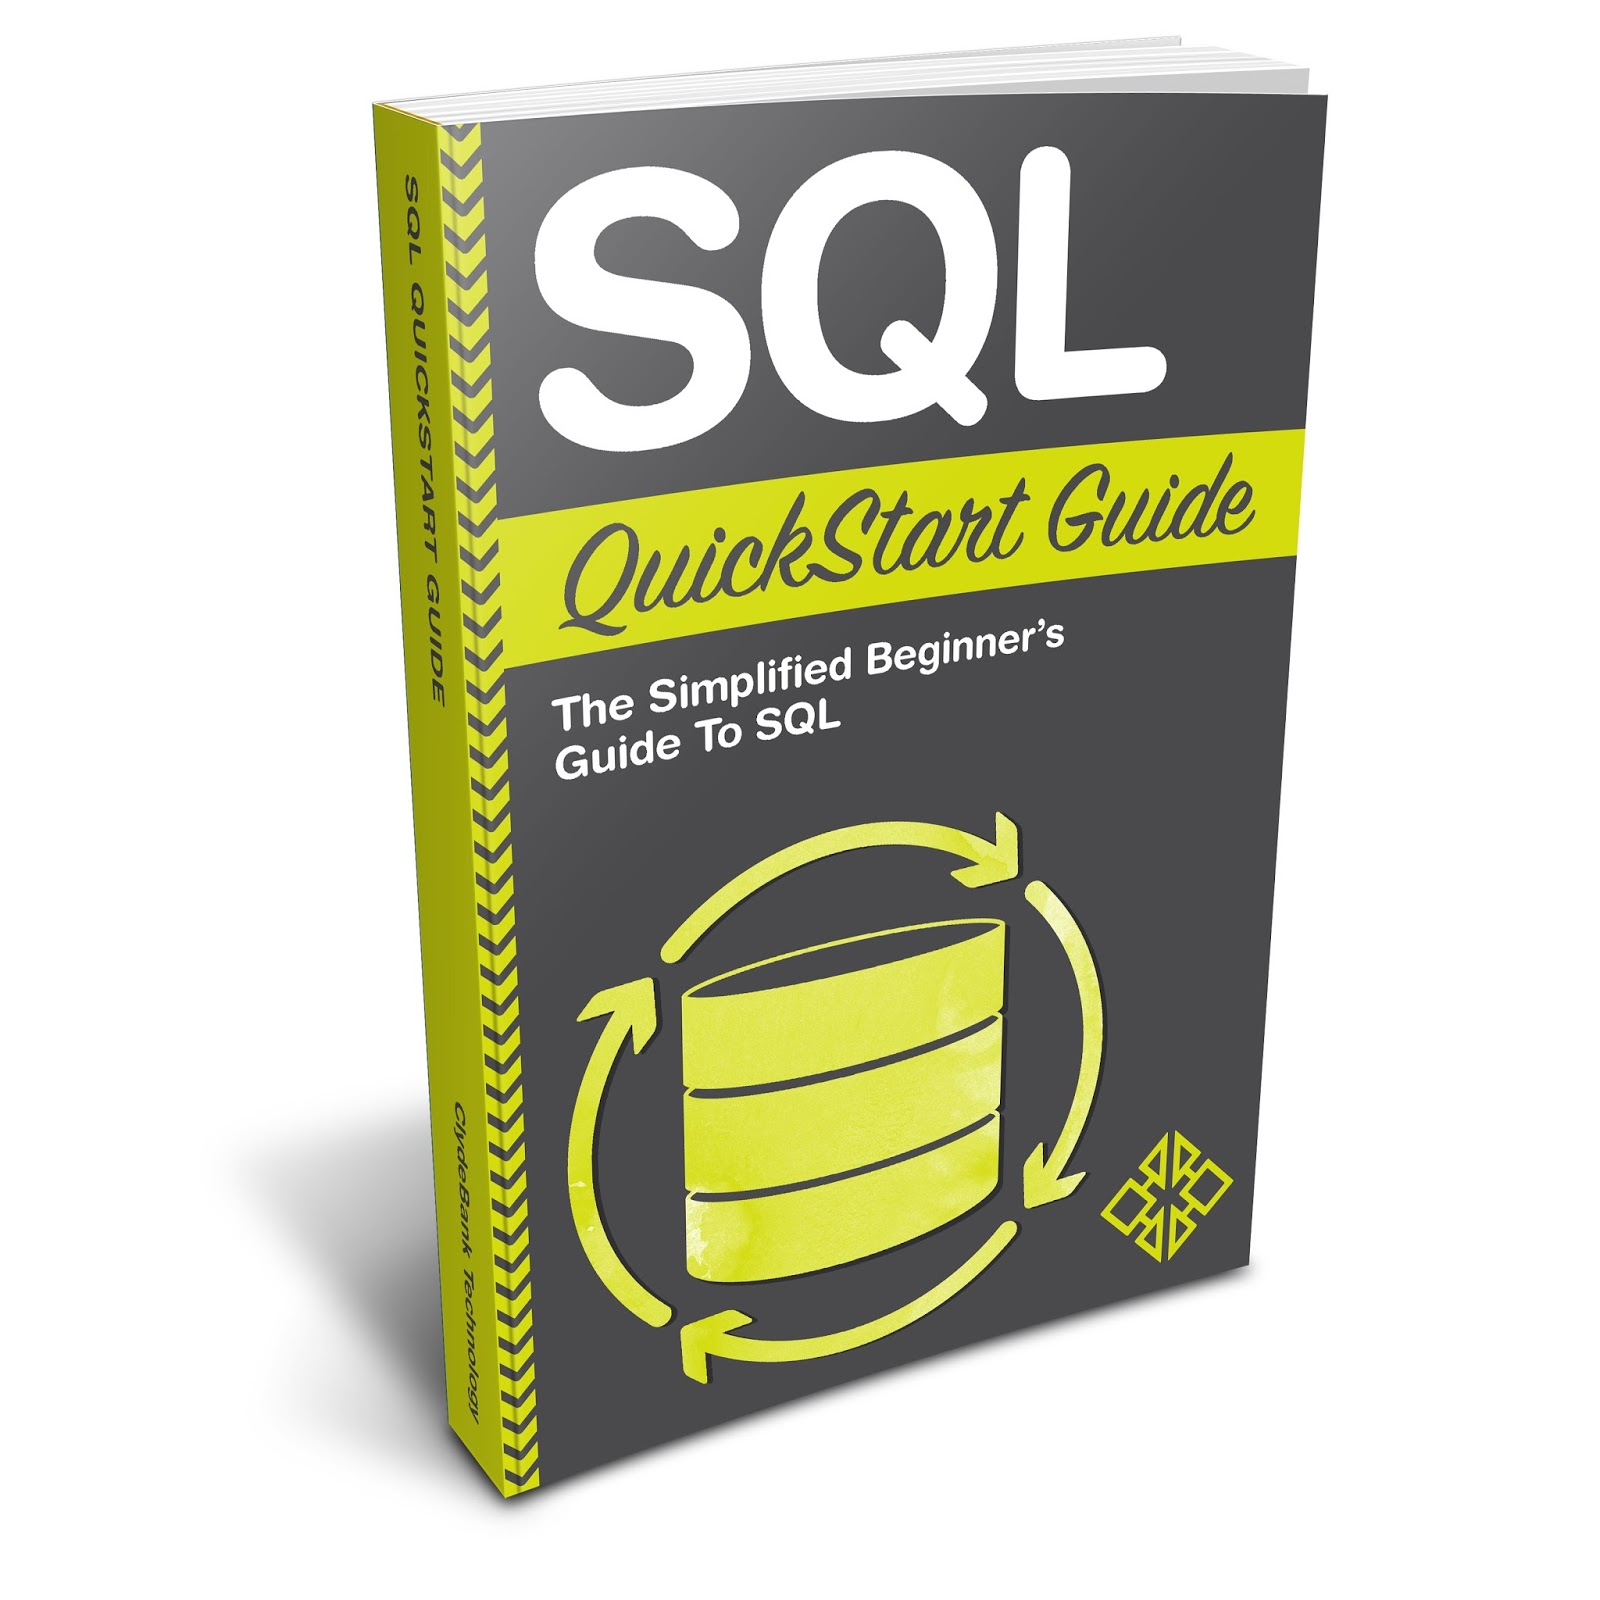 SQL
QuickStart Guide
The Simplified Beginner's
Guide To SQL
SQL QUICKSTART GUIDE
ClydeBank Technology